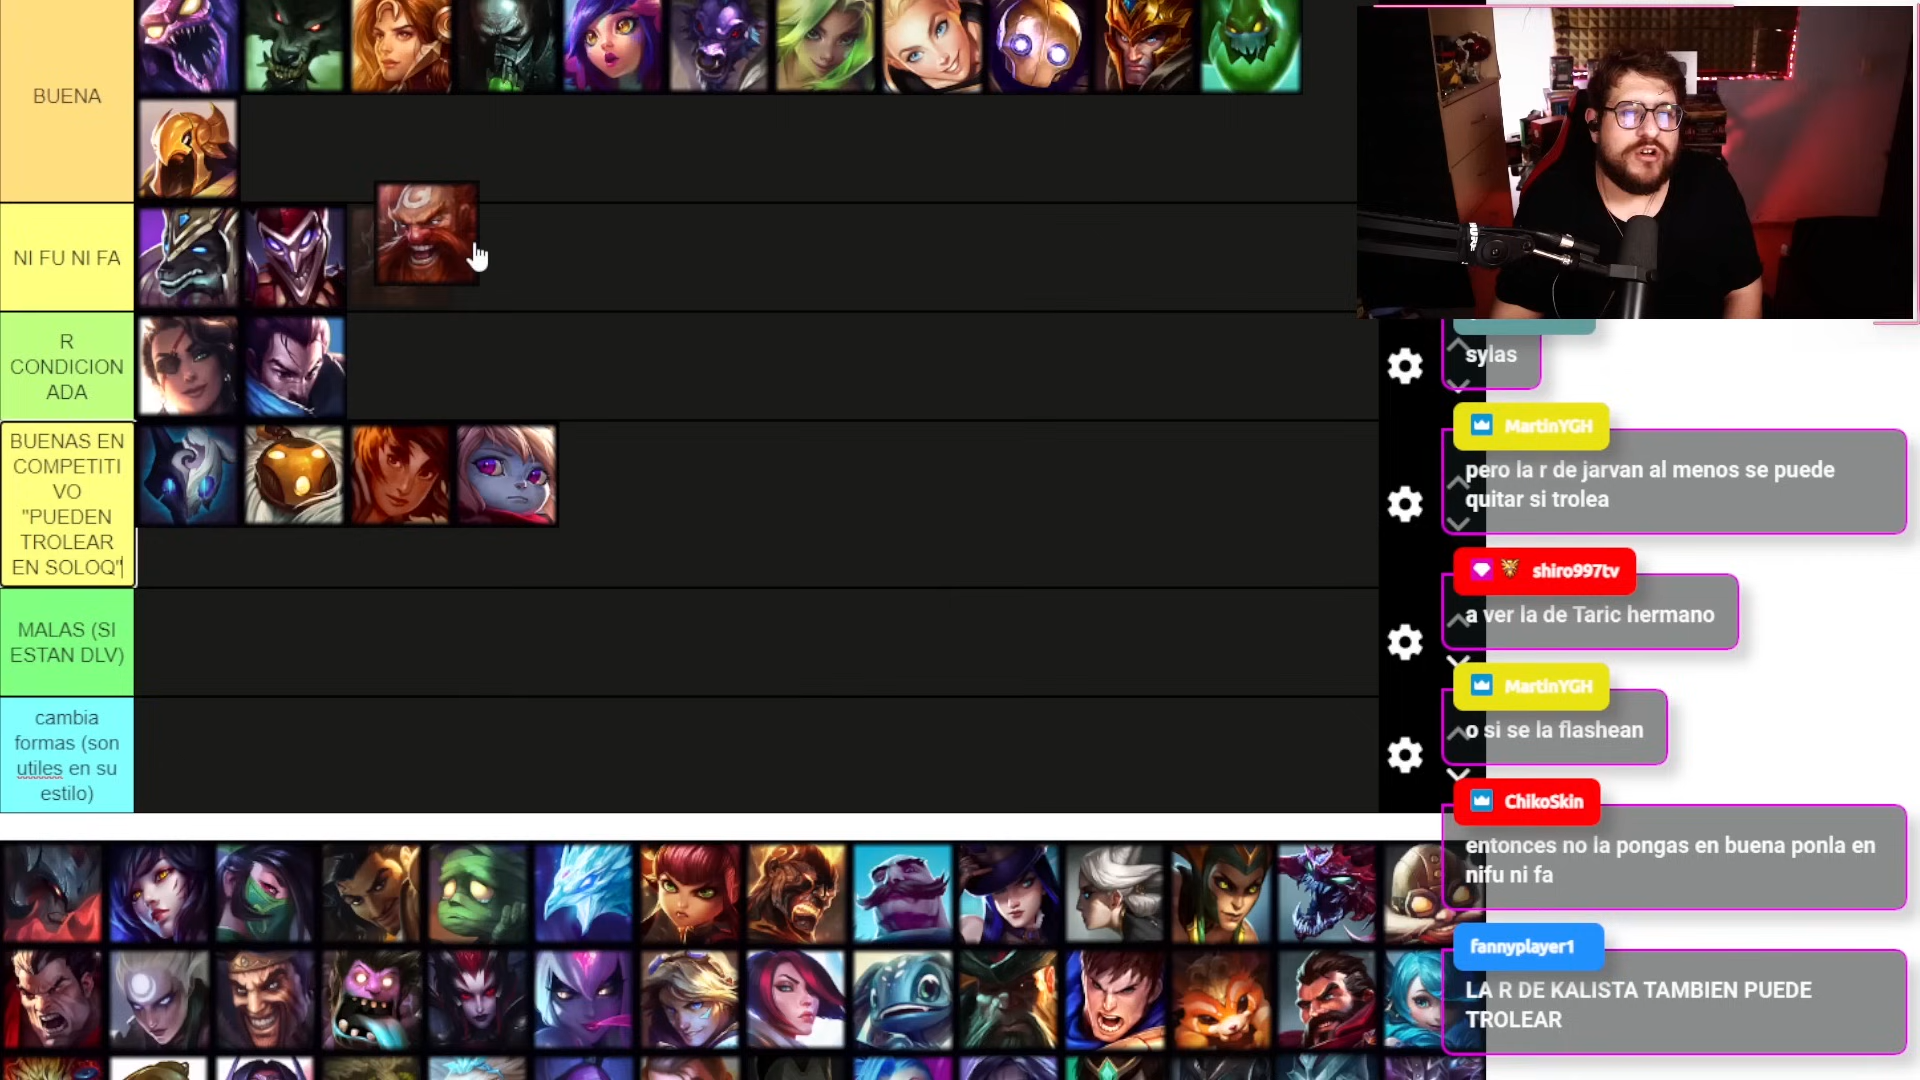 BUENA
NI FU NI FA
R
CONDICION
ADA
BUENAS EN
COMPETITI
VO
"PUEDEN
TROLEAR
EN SOLOQ"
MALAS (SI
ESTAN DLV)
cambia
formas (son
utiles en su
estilo)
sylas
MartinYGH
pero la r de jarvan al menos se puede
quitar si trolea
shiro997tv
a ver la de Taric hermano
MartinYGH
o si se la flashean
ChikoSkin
entonces no la pongas en buena ponla en
nifu ni fa
fannyplayer1
LA R DE KALISTA TAMBIEN PUEDE
TROLEAR